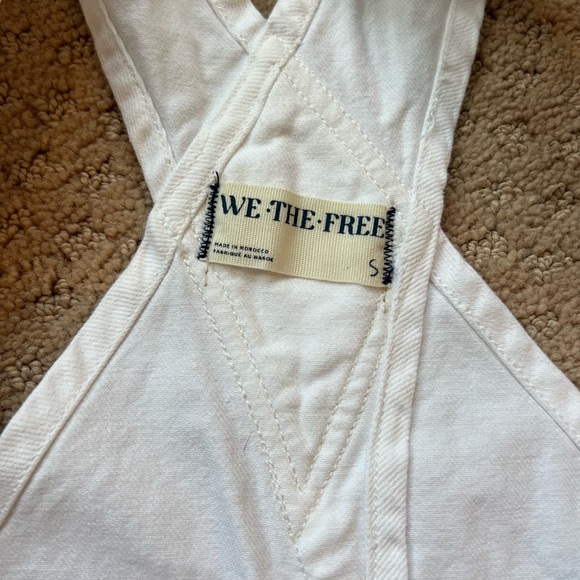 WE·THE·FREE
MADE IN MOROCCO
FABRIQUÉ AU MAROC
S